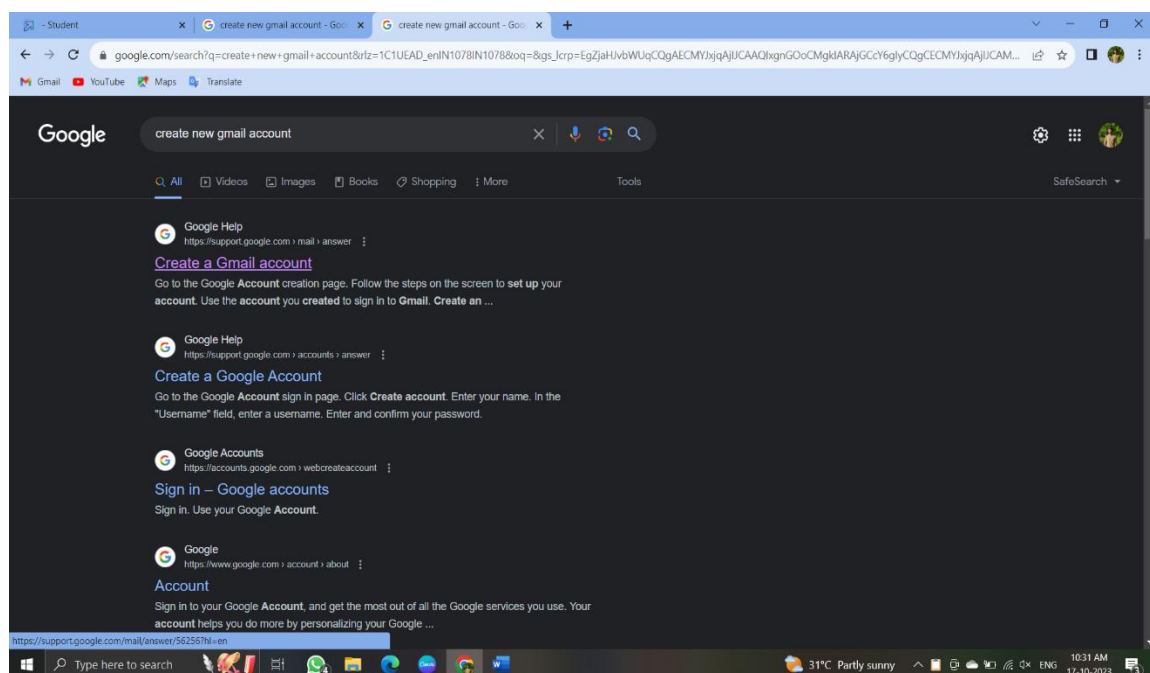 - Student
create new gmail account - Goo
create new gmail account - Goo
google.com/search?q=create+new+gmail+account&rlz=1C1UEAD_enIN1078IN1078&oq=&gs_lcrp=
Gmail YouTube Maps Translate
Google
create new gmail account
All Videos Images Books Shopping More Tools SafeSearch
Google Help
https://support.google.com › mail › answer
Create a Gmail account
Go to the Google Account creation page. Follow the steps on the screen to set up your
account. Use the account you created to sign in to Gmail. Create an ...
Google Help
https://support.google.com › accounts › answer
Create a Google Account
Go to the Google Account sign in page. Click Create account. Enter your name. In the
"Username" field, enter a username. Enter and confirm your password.
Google Accounts
https://accounts.google.com › webcreateaccount
Sign in – Google accounts
Sign in. Use your Google Account.
Google
https://www.google.com › account › about
Account
Sign in to your Google Account, and get the most out of all the Google services you use. Your
account helps you do more by personalizing your Google ...
https://support.google.com/mail/answer/56256?hl=en
Type here to search
31°C Partly sunny
ENG
10:31 AM
17-10-2023